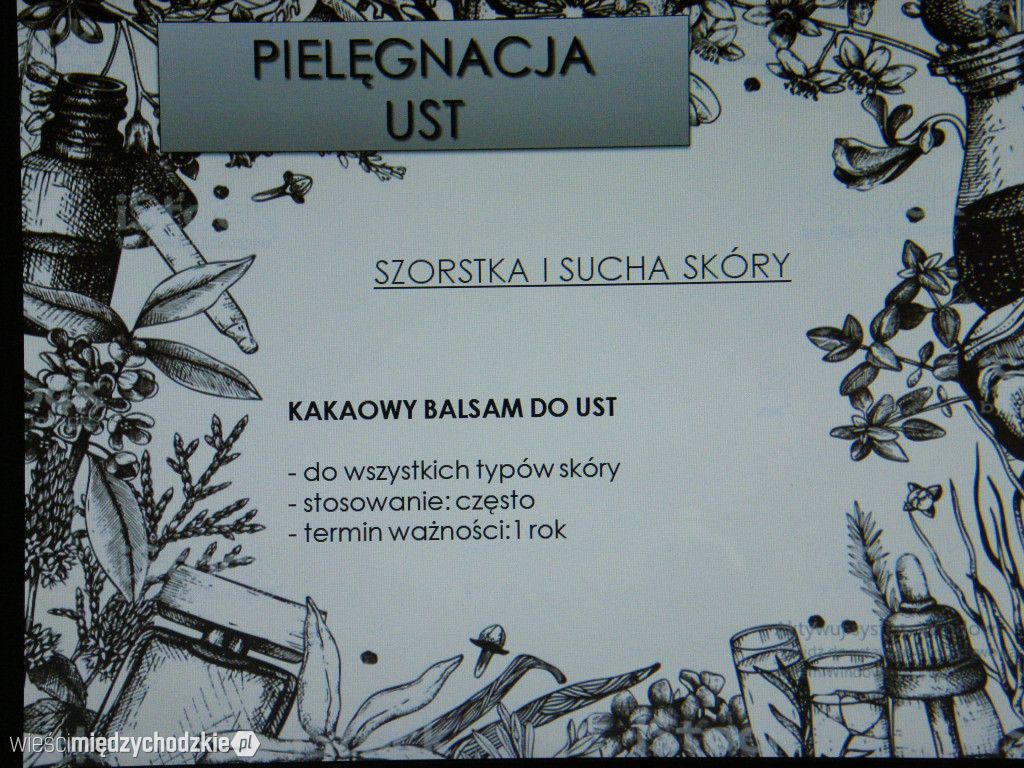 PIELĘGNACJA
UST
SZORSTKA I SUCHA SKÓRY
KAKAOWY BALSAM DO UST
- do wszystkich typów skóry
- stosowanie: często
- termin ważności:1 rok
wieścimiędzychodzkie.pl